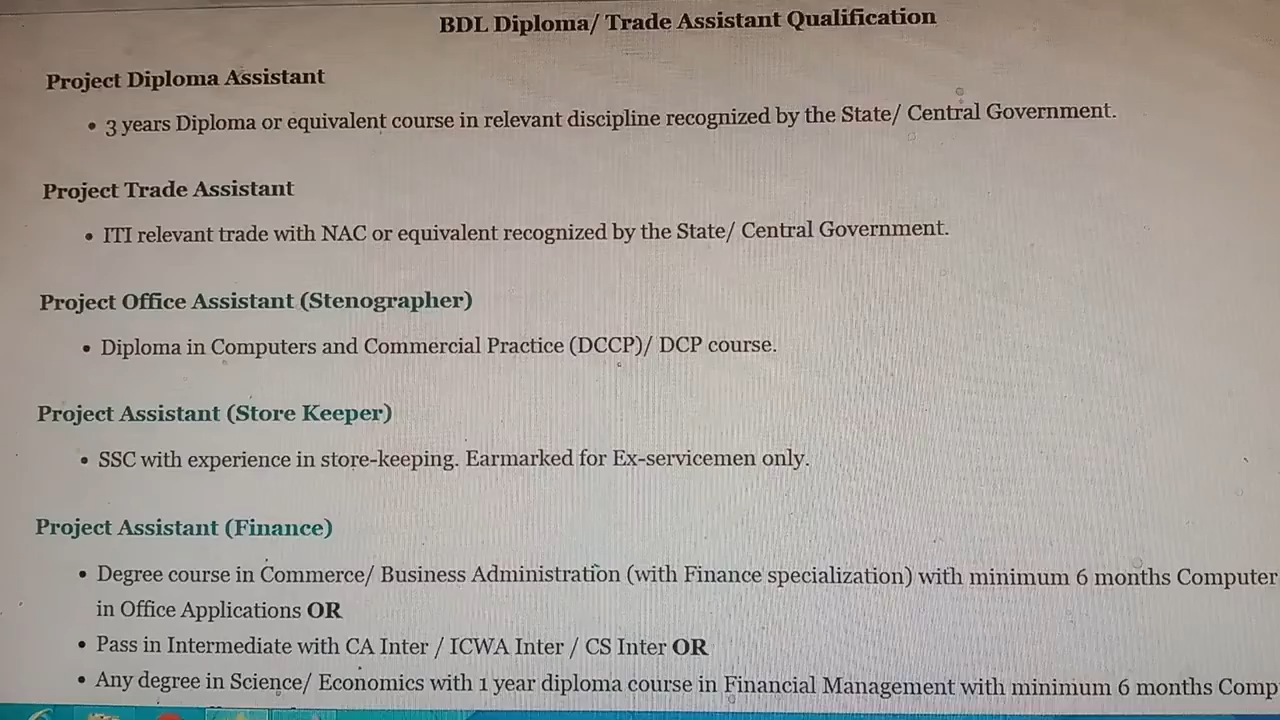 BDL Diploma/ Trade Assistant Qualification
Project Diploma Assistant
• 3 years Diploma or equivalent course in relevant discipline recognized by the State/ Central Government.
Project Trade Assistant
• ITI relevant trade with NAC or equivalent recognized by the State/ Central Government.
Project Office Assistant (Stenographer)
• Diploma in Computers and Commercial Practice (DCCP)/ DCP course.
Project Assistant (Store Keeper)
• SSC with experience in store-keeping. Earmarked for Ex-servicemen only.
Project Assistant (Finance)
• Degree course in Commerce/ Business Administration (with Finance specialization) with minimum 6 months Computer
in Office Applications OR
• Pass in Intermediate with CA Inter / ICWA Inter / CS Inter OR
• Any degree in Science/ Economics with 1 year diploma course in Financial Management with minimum 6 months Comp